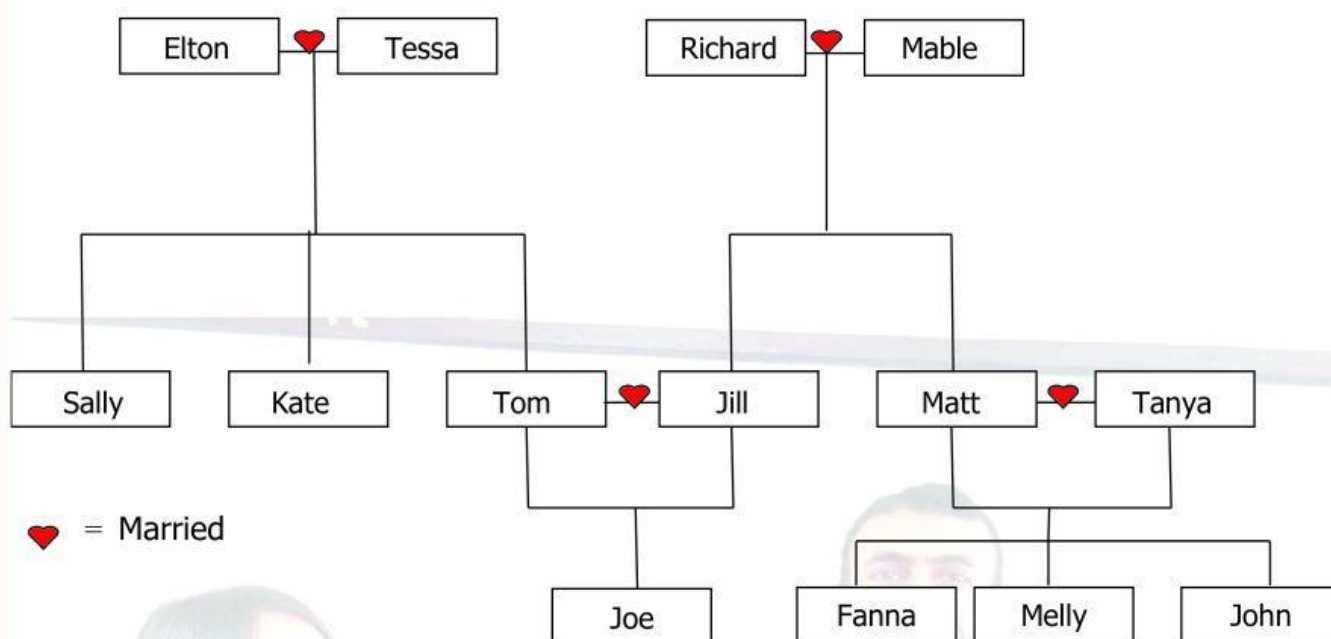 Elton Tessa Richard Mable
Sally Kate Tom Jill Matt Tanya
= Married
Joe Fanna Melly John